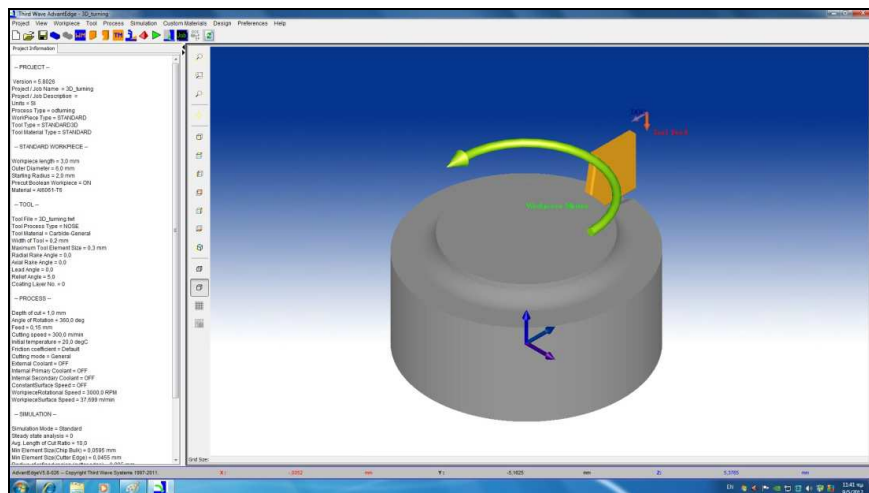 Third Wave AdvantEdge - 3D_turning
Project View Workpiece Tool Process Simulation Custom Materials Design Preferences Help
Project Information
-- PROJECT --
Version = 5.8026
Project / Job Name = 3D_turning
Project / Job Description =
Units = SI
Process Type = odturning
WorkPiece Type = STANDARD
Tool Type = STANDARD3D
Tool Material Type = STANDARD
-- STANDARD WORKPIECE --
Workpiece length = 3,0 mm
Outer Diameter = 6,0 mm
Starting Radius = 2,0 mm
Precut Boolean Workpiece = ON
Material = Al6061-T6
-- TOOL --
Tool File = 3D_turning.twt
Tool Process Type = NOSE
Tool Material = Carbide-General
Width of Tool = 0,2 mm
Maximum Tool Element Size = 0,3 mm
Radial Rake Angle = 0,0
Axial Rake Angle = 0,0
Lead Angle = 0,0
Relief Angle = 5,0
Coating Layer No. = 0
-- PROCESS --
Depth of cut = 1,0 mm
Angle of Rotation = 360,0 deg
Feed = 0,15 mm
Cutting speed = 300,0 m/min
Initial temperature = 20,0 degC
Friction coefficient = Default
Cutting mode = General
External Coolant = OFF
Internal Primary Coolant = OFF
Internal Secondary Coolant = OFF
ConstantSurface Speed = OFF
WorkpieceRotational Speed = 3000,0 RPM
WorkpieceSurface Speed = 37,699 m/min
-- SIMULATION --
Simulation Mode = Standard
Steady state analysis = 0
Avg. Length of Cut Ratio = 10,0
Min Element Size(Chip Bulk) = 0,0595 mm
Min Element Size(Cutter Edge) = 0,0455 mm
Tool Feed
Workpiece
Grid Size:
AdvantEdge V5.8-026 -- Copyright Third Wave Systems 1997-2011.
X: mm Y: -0,1625 mm Z: mm
EN
11:41 πμ